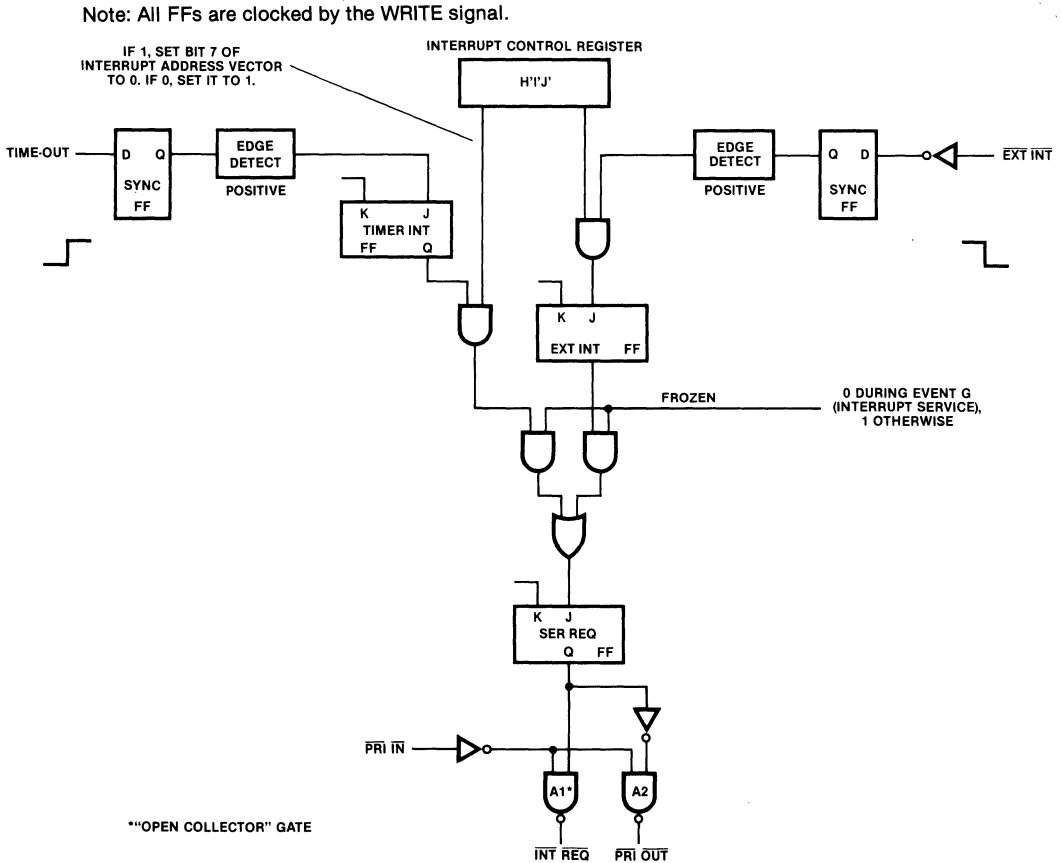 Note: All FFs are clocked by the WRITE signal.
IF 1, SET BIT 7 OF
INTERRUPT ADDRESS VECTOR
TO 0. IF 0, SET IT TO 1.
INTERRUPT CONTROL REGISTER
H'I'J'
TIME-OUT
D Q
SYNC
FF
EDGE
DETECT
POSITIVE
K J
TIMER INT
FF Q
EDGE
DETECT
POSITIVE
Q D
SYNC
FF
EXT INT
K J
EXT INT FF
FROZEN
0 DURING EVENT G
(INTERRUPT SERVICE),
1 OTHERWISE
K J
SER REQ
Q FF
PRI IN
A1*
A2
*"OPEN COLLECTOR" GATE
INT REQ
PRI OUT